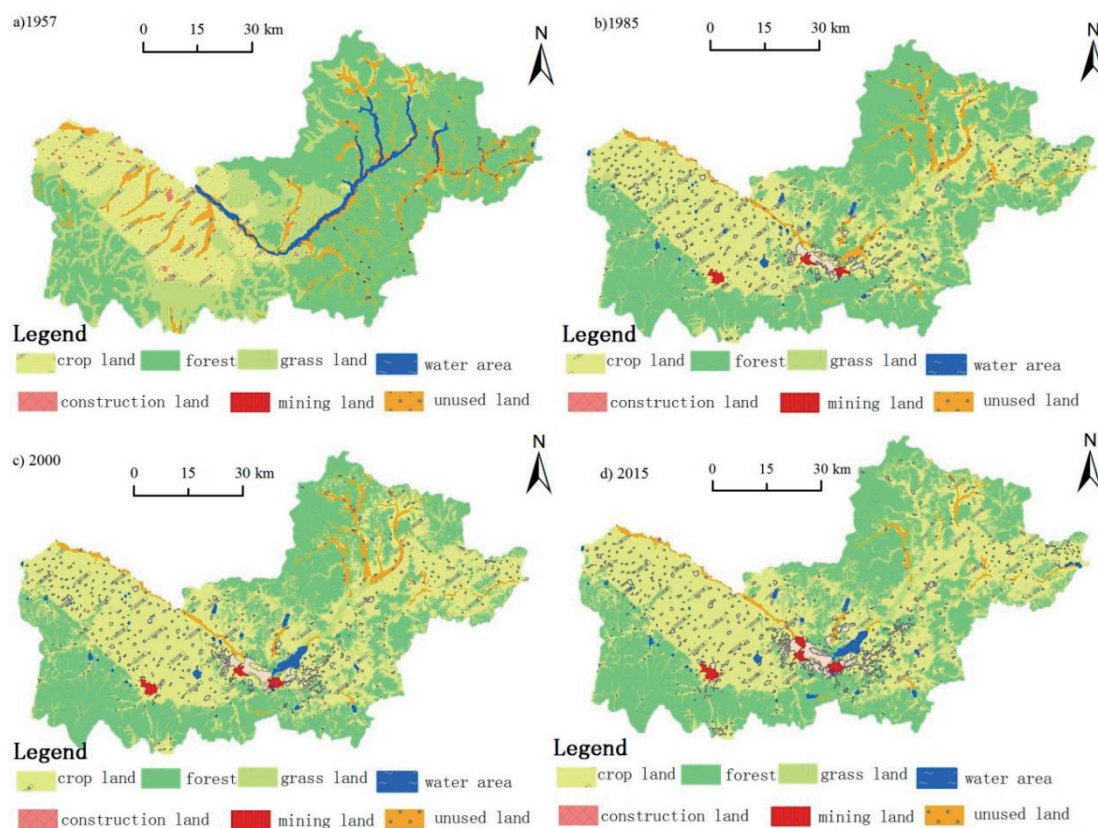 a)1957
0 15 30 km
N
Legend
crop land forest grass land water area
construction land mining land unused land
b)1985
0 15 30 km
N
Legend
crop land forest grass land water area
construction land mining land unused land
c) 2000
0 15 30 km
N
Legend
crop land forest grass land water area
construction land mining land unused land
d) 2015
0 15 30 km
N
Legend
crop land forest grass land water area
construction land mining land unused land